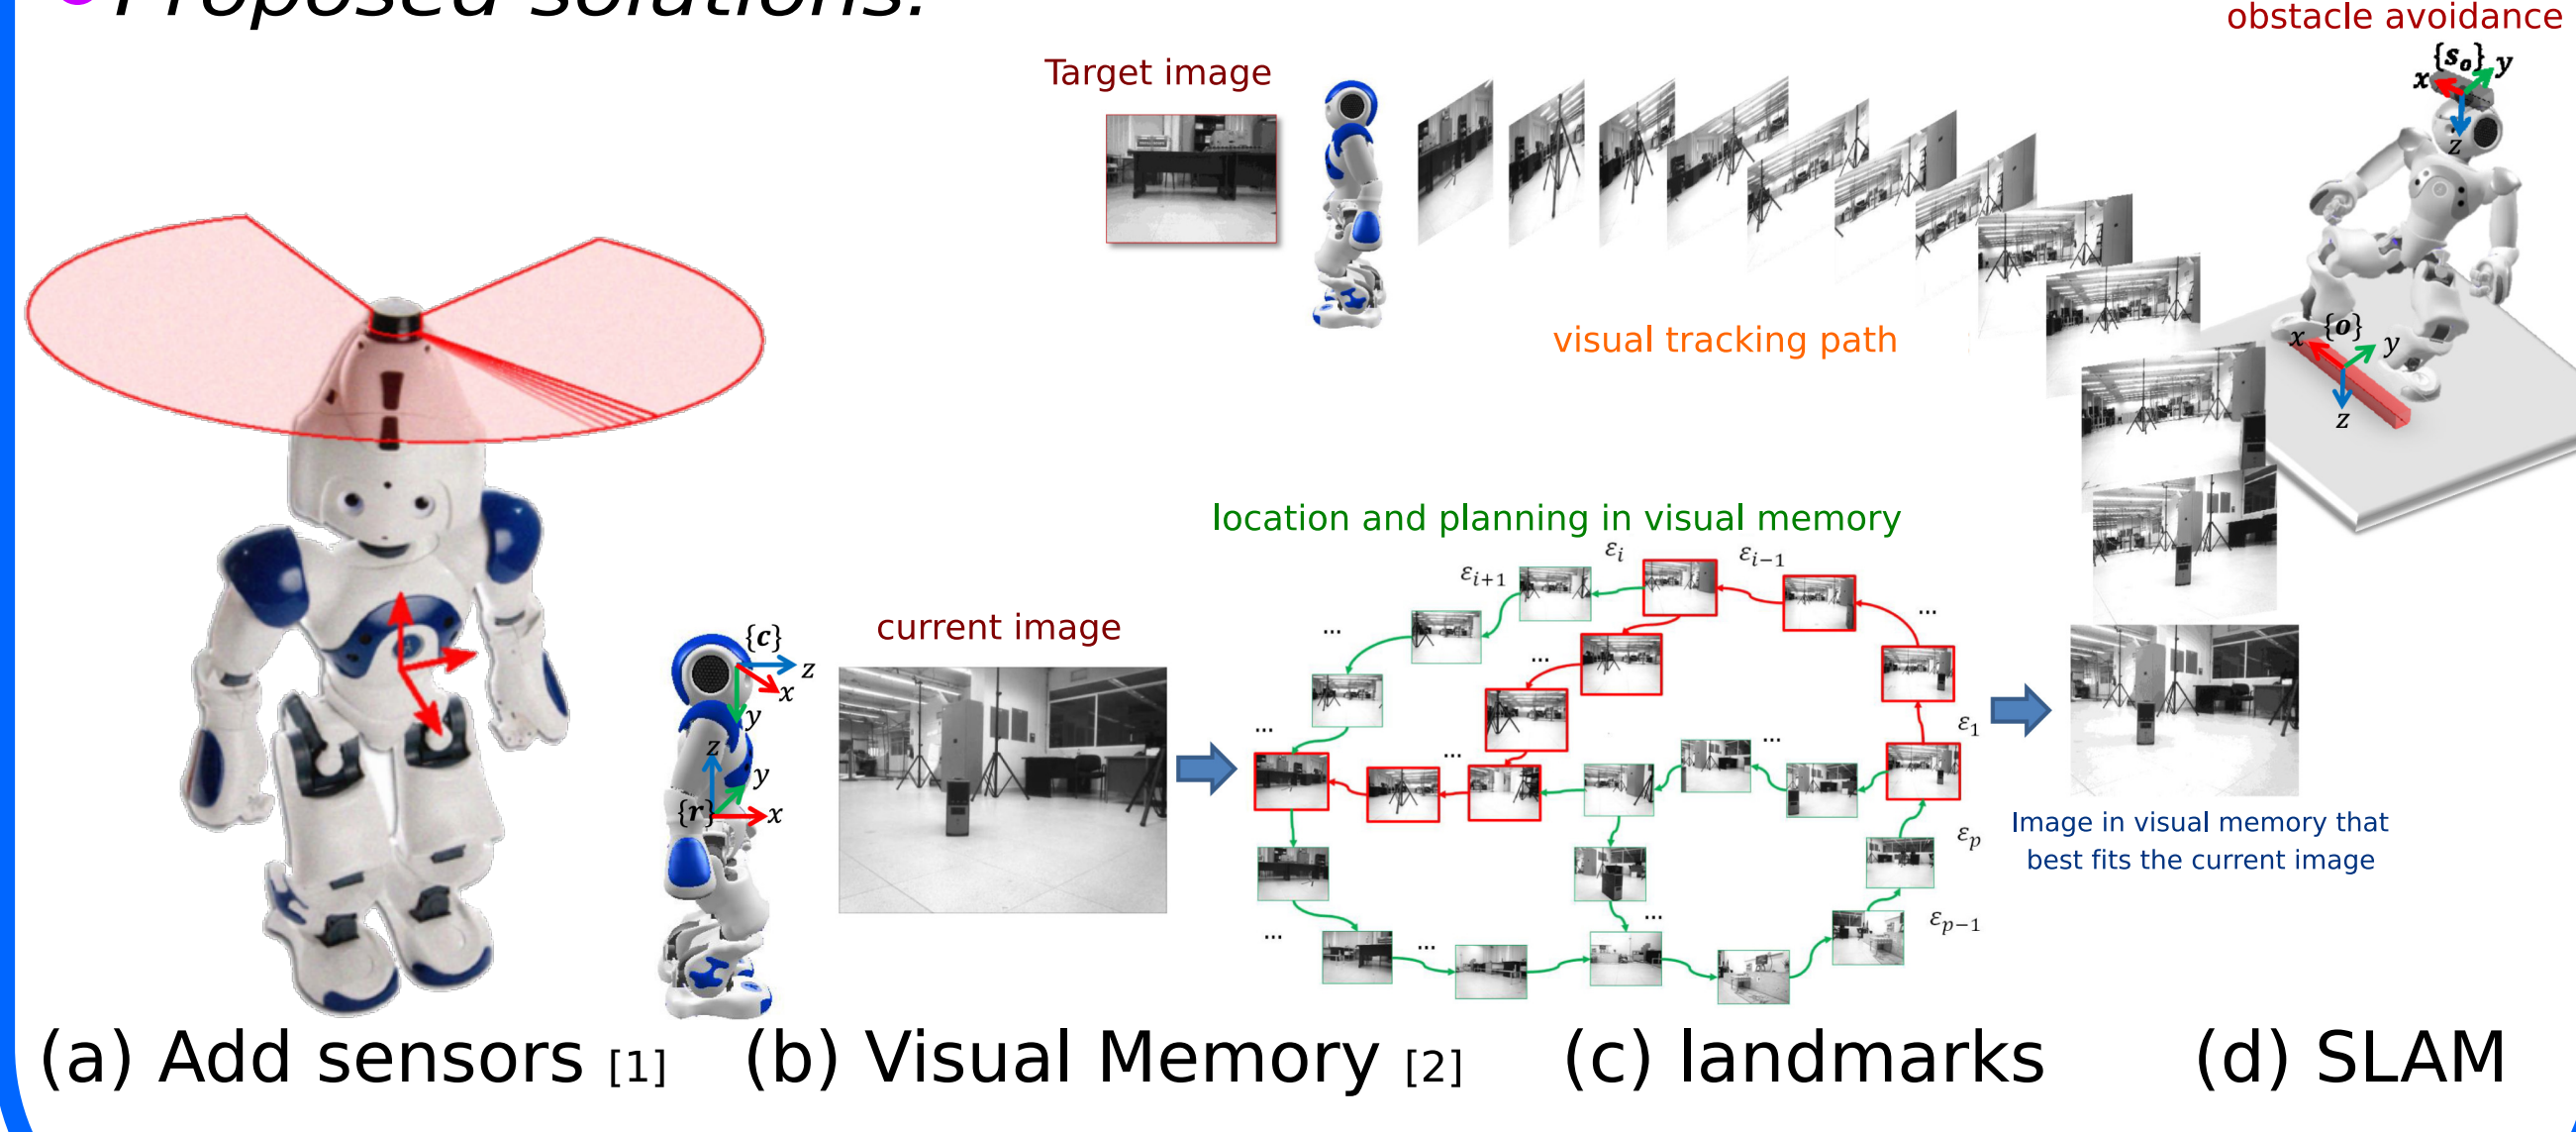 Proposed solutions:
obstacle avoidance
Target image
{s_o}
x
y
z
visual tracking path
{o}
x
y
z
location and planning in visual memory
ε_{i+1}
ε_i
ε_{i−1}
...
...
...
...
...
...
ε_1
current image
{c}
z
x
y
z
y
{r}
x
Image in visual memory that
best fits the current image
ε_p
ε_{p−1}
...
...
...
(a) Add sensors [1]
(b) Visual Memory [2]
(c) landmarks
(d) SLAM